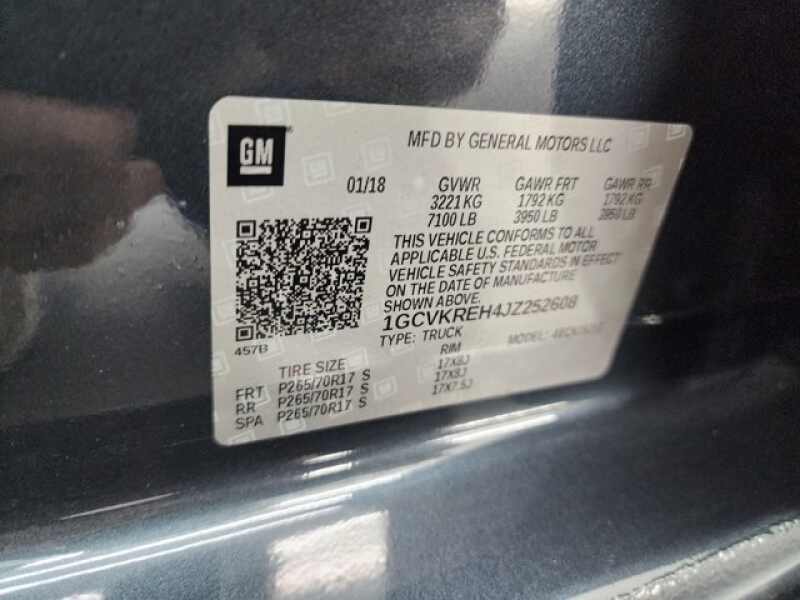 GM
MFD BY GENERAL MOTORS LLC
01/18 GVWR GAWR FRT GAWR RR
3221 KG 1792 KG 1792 KG
7100 LB 3950 LB 3950 LB
THIS VEHICLE CONFORMS TO ALL
APPLICABLE U.S. FEDERAL MOTOR
VEHICLE SAFETY STANDARDS IN EFFECT
ON THE DATE OF MANUFACTURE
SHOWN ABOVE.
1GCVKREH4JZ252608
TYPE: TRUCK MODEL:
457B
TIRE SIZE RIM
FRT P265/70R17 S 17X8J
RR P265/70R17 S 17X8J
SPA P265/70R17 S 17X7.5J